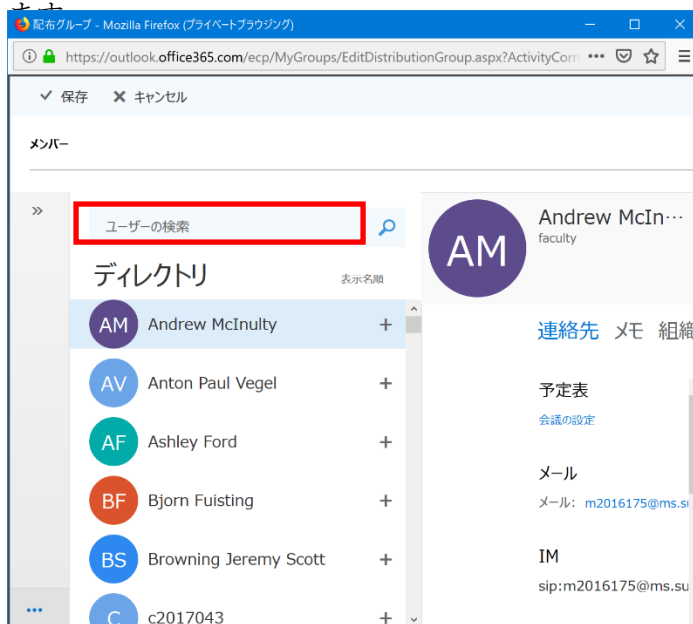 ます
配布グループ - Mozilla Firefox (プライベートブラウジング)
https://outlook.office365.com/ecp/MyGroups/EditDistributionGroup.aspx?ActivityCorr
保存 キャンセル
メンバー
»
ユーザーの検索
ディレクトリ
表示名順
AM Andrew McInulty +
AV Anton Paul Vegel +
AF Ashley Ford +
BF Bjorn Fuisting +
BS Browning Jeremy Scott +
C c2017043 +
•••
AM
Andrew McIn…
faculty
連絡先 メモ 組織
予定表
会議の設定
メール
メール: m2016175@ms.su
IM
sip:m2016175@ms.su